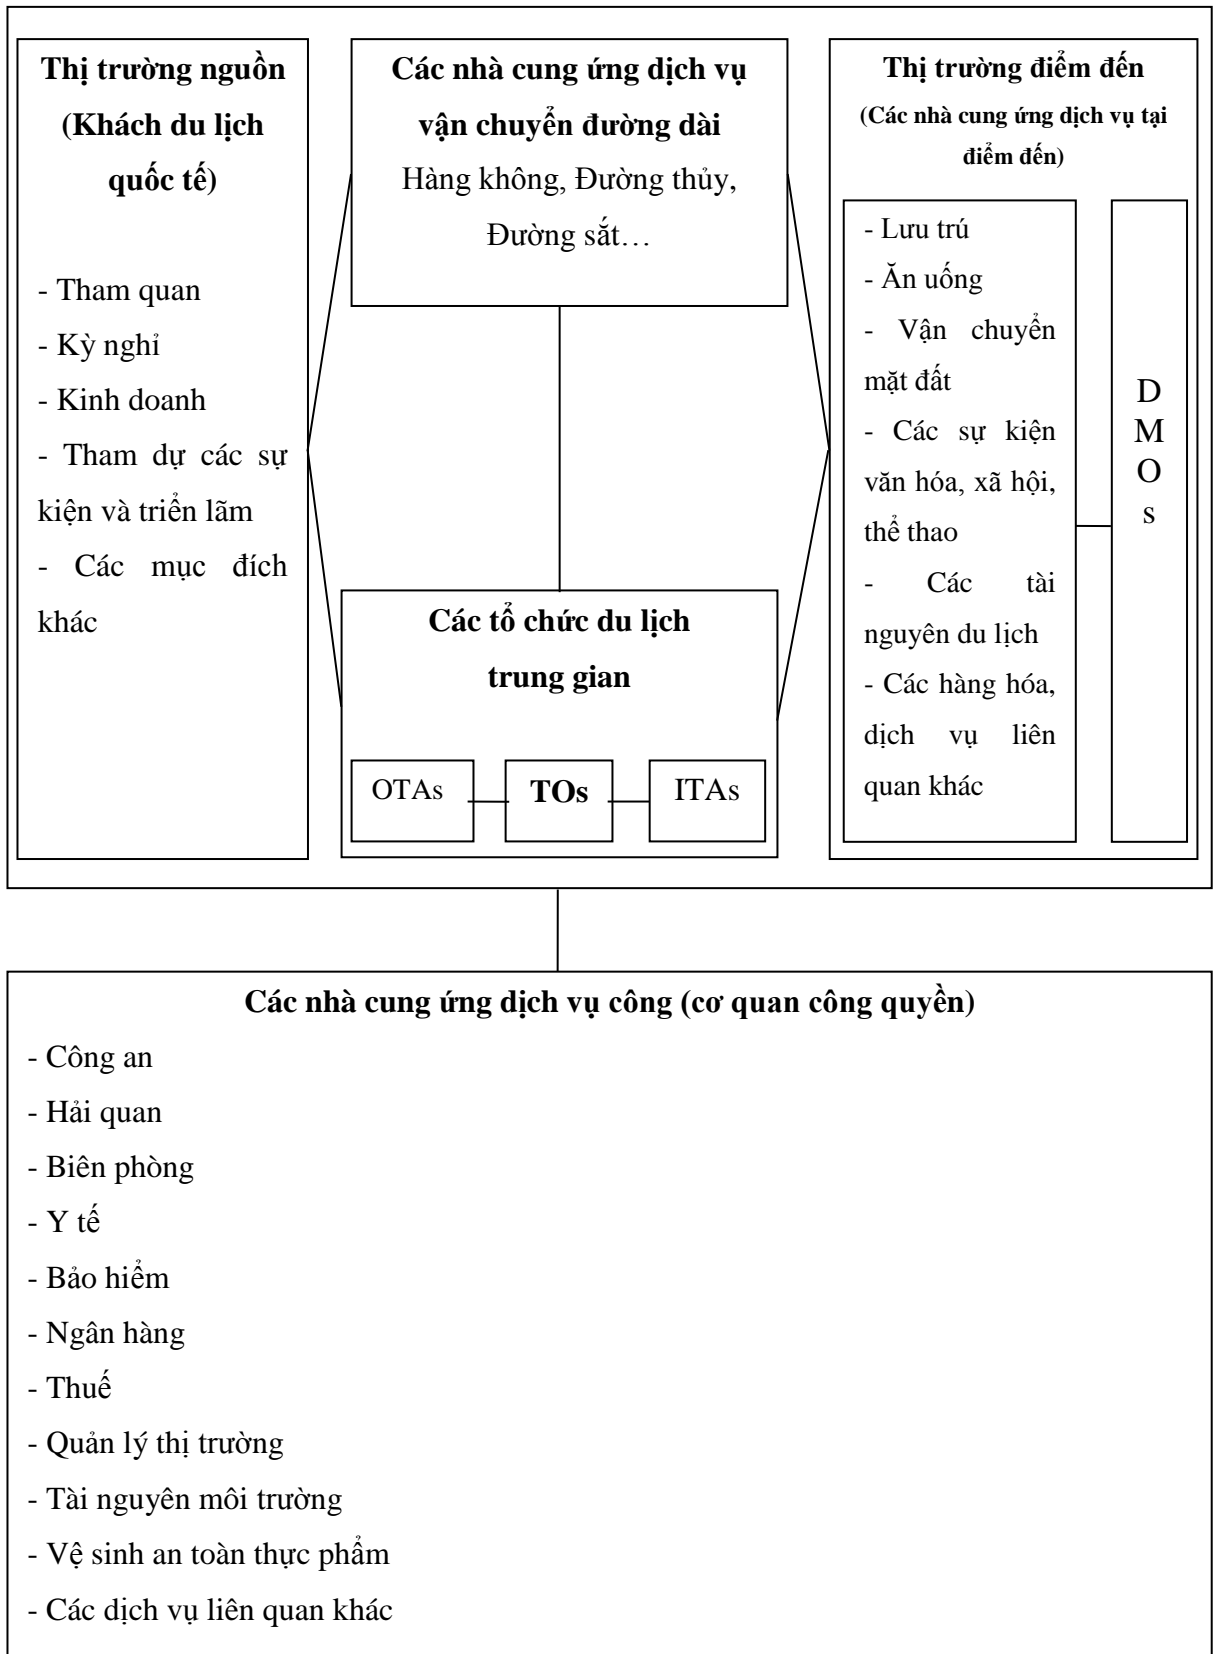 Thị trường nguồn
(Khách du lịch
quốc tế)
- Tham quan
- Kỳ nghỉ
- Kinh doanh
- Tham dự các sự
kiện và triển lãm
- Các mục đích
khác
Các nhà cung ứng dịch vụ
vận chuyển đường dài
Hàng không, Đường thủy,
Đường sắt…
Các tổ chức du lịch
trung gian
OTAs
TOs
ITAs
Thị trường điểm đến
(Các nhà cung ứng dịch vụ tại
điểm đến)
- Lưu trú
- Ăn uống
- Vận chuyển
mặt đất
- Các sự kiện
văn hóa, xã hội,
thể thao
- Các tài
nguyên du lịch
- Các hàng hóa,
dịch vụ liên
quan khác
D
M
O
s
Các nhà cung ứng dịch vụ công (cơ quan công quyền)
- Công an
- Hải quan
- Biên phòng
- Y tế
- Bảo hiểm
- Ngân hàng
- Thuế
- Quản lý thị trường
- Tài nguyên môi trường
- Vệ sinh an toàn thực phẩm
- Các dịch vụ liên quan khác